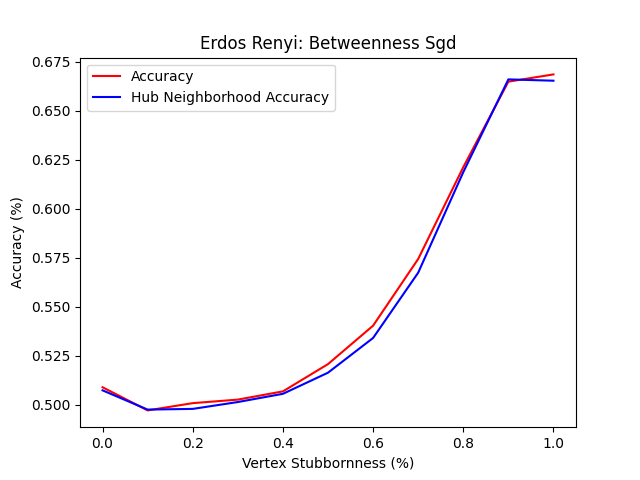 Erdos Renyi: Betweenness Sgd
Accuracy
Hub Neighborhood Accuracy
Accuracy (%)
0.675
0.650
0.625
0.600
0.575
0.550
0.525
0.500
0.0 0.2 0.4 0.6 0.8 1.0
Vertex Stubbornness (%)